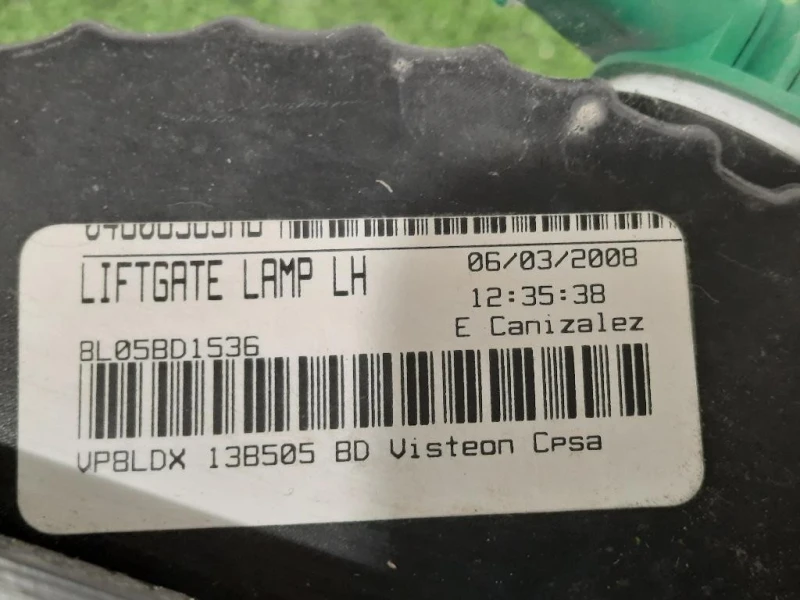 LIFTGATE LAMP LH
06/03/2008
12:35:38
E Canizalez
8L05BD1536
VP8LDX 13B505 BD Visteon Cpsa